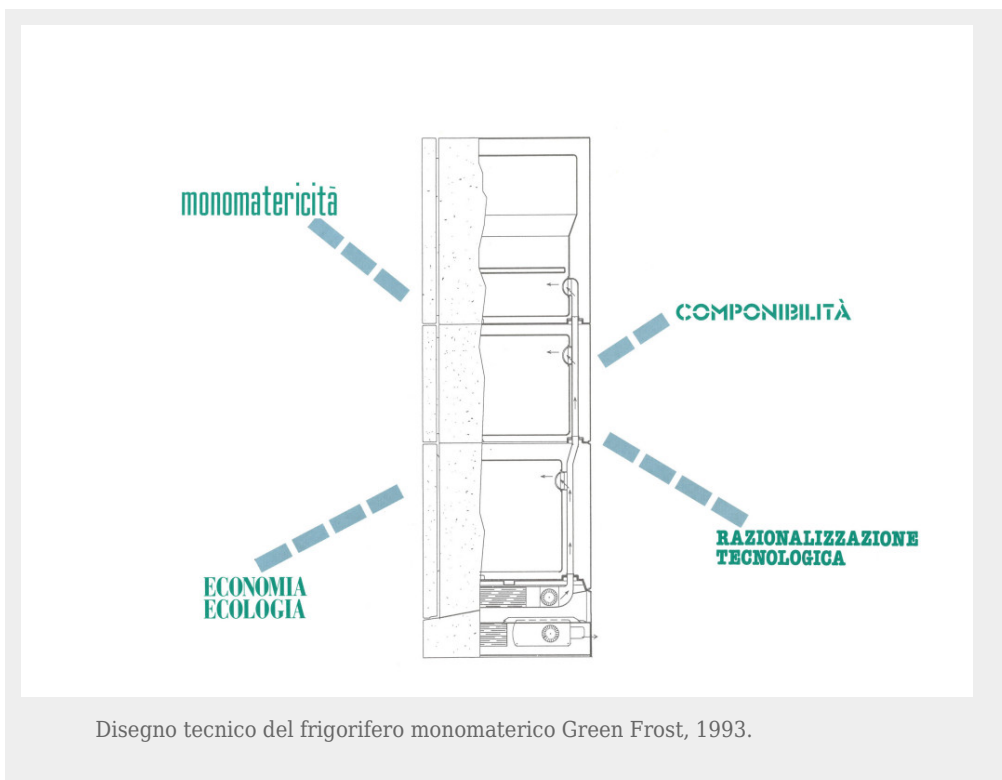 monomatericità
COMPONIBILITÀ
RAZIONALIZZAZIONE
TECNOLOGICA
ECONOMIA
ECOLOGIA
Disegno tecnico del frigorifero monomaterico Green Frost, 1993.